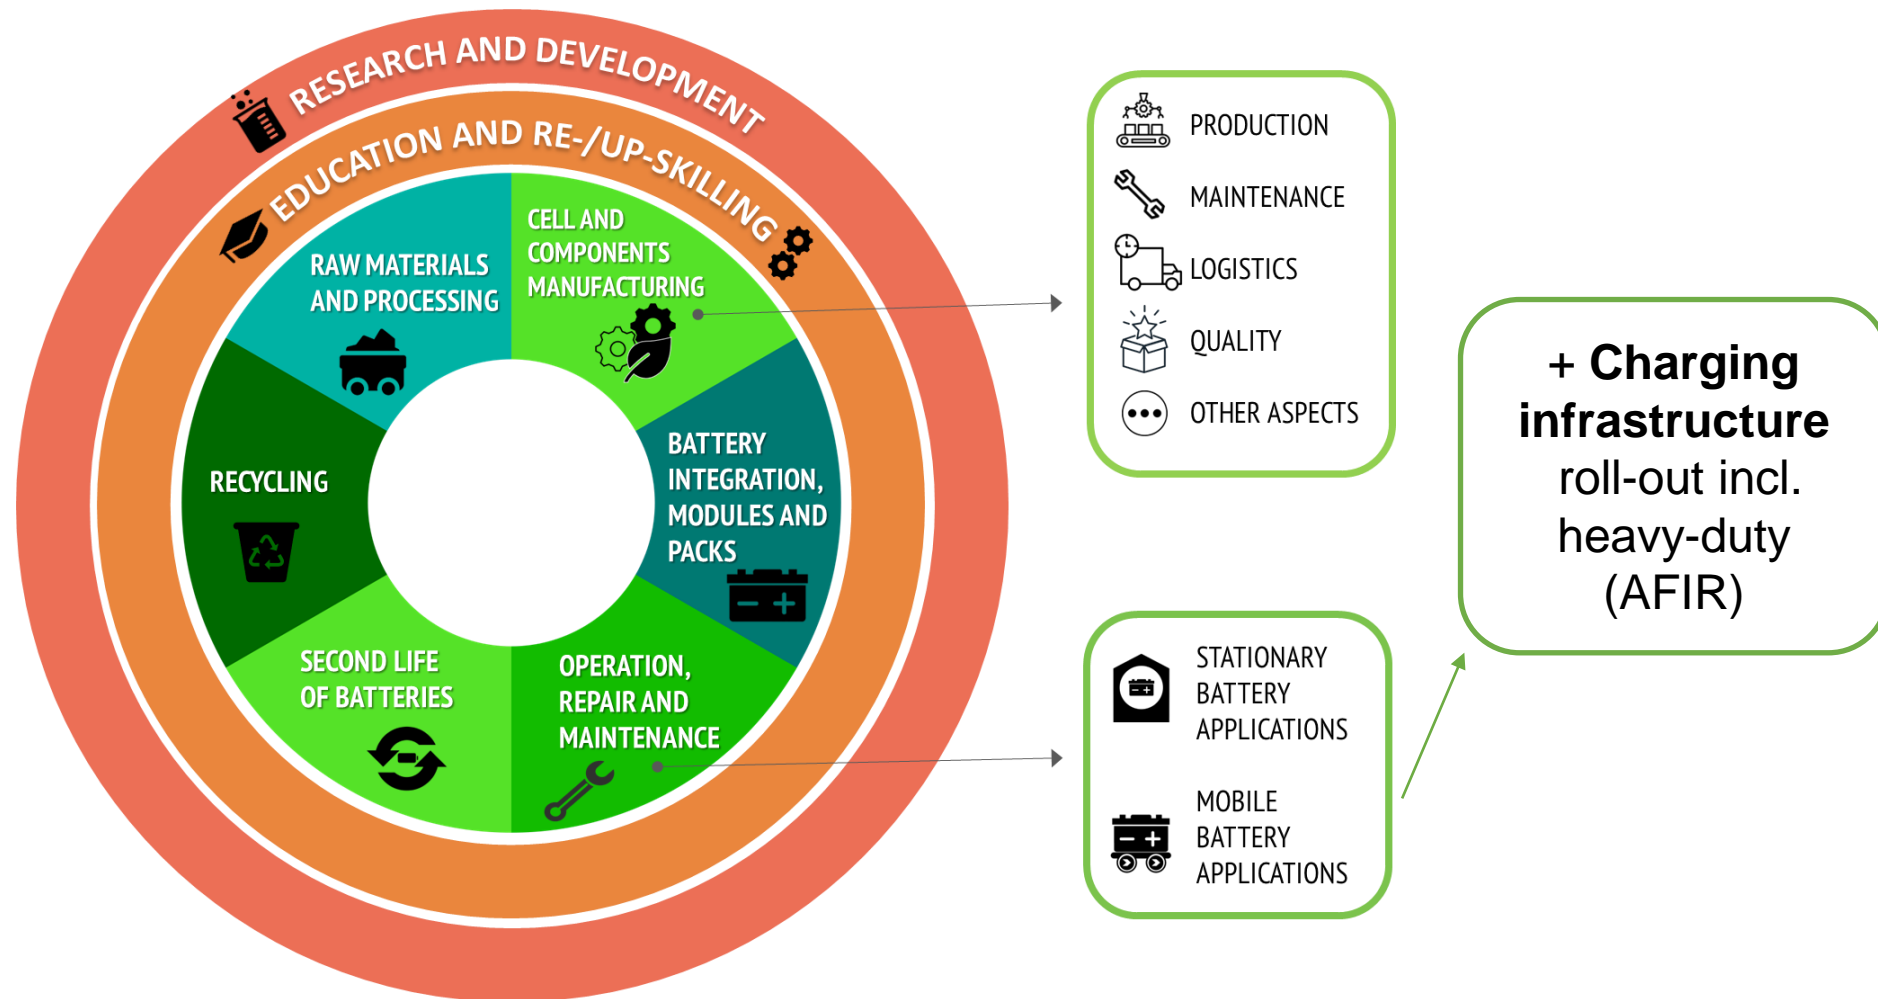 RESEARCH AND DEVELOPMENT
EDUCATION AND RE-/UP-SKILLING
RAW MATERIALS
AND PROCESSING
CELL AND
COMPONENTS
MANUFACTURING
BATTERY
INTEGRATION,
MODULES AND
PACKS
OPERATION,
REPAIR AND
MAINTENANCE
SECOND LIFE
OF BATTERIES
RECYCLING
PRODUCTION
MAINTENANCE
LOGISTICS
QUALITY
OTHER ASPECTS
STATIONARY
BATTERY
APPLICATIONS
MOBILE
BATTERY
APPLICATIONS
+ Charging
infrastructure
roll-out incl.
heavy-duty
(AFIR)